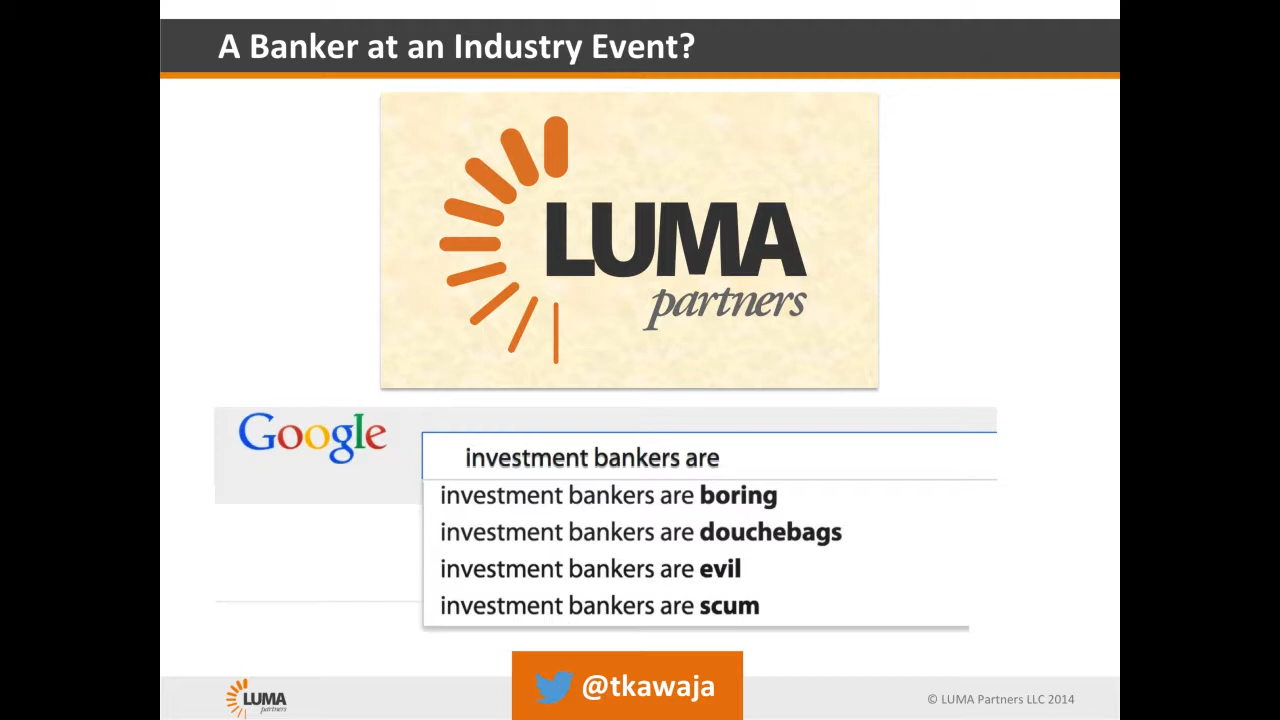 A Banker at an Industry Event?
LUMA
partners
Google
investment bankers are
investment bankers are boring
investment bankers are douchebags
investment bankers are evil
investment bankers are scum
LUMA
partners
@tkawaja
© LUMA Partners LLC 2014